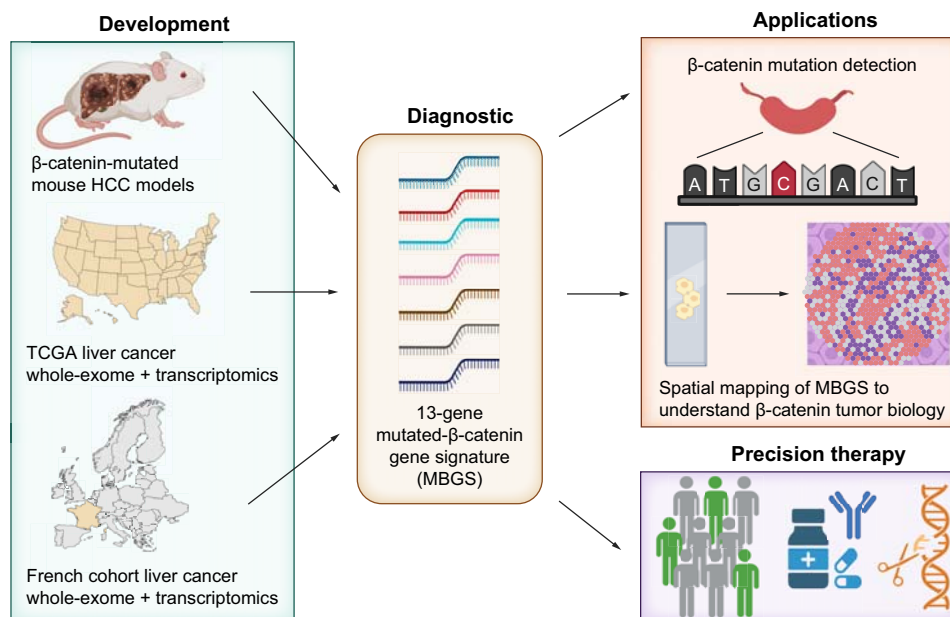 Development
β-catenin-mutated
mouse HCC models
TCGA liver cancer
whole-exome + transcriptomics
French cohort liver cancer
whole-exome + transcriptomics
Diagnostic
13-gene
mutated-β-catenin
gene signature
(MBGS)
Applications
β-catenin mutation detection
A T G C G A C T
Spatial mapping of MBGS to
understand β-catenin tumor biology
Precision therapy